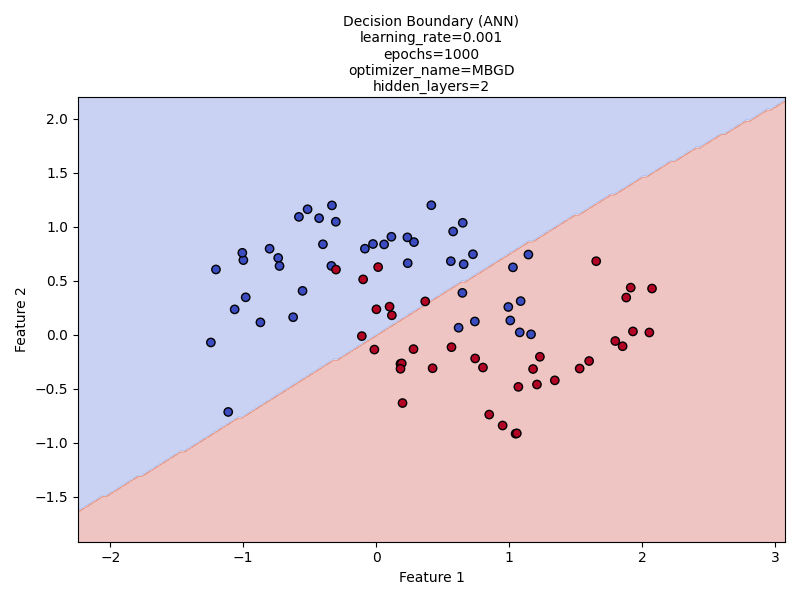 Decision Boundary (ANN)
learning_rate=0.001
epochs=1000
optimizer_name=MBGD
hidden_layers=2
2.0
1.5
1.0
0.5
0.0
−0.5
−1.0
−1.5
Feature 2
−2 −1 0 1 2 3
Feature 1